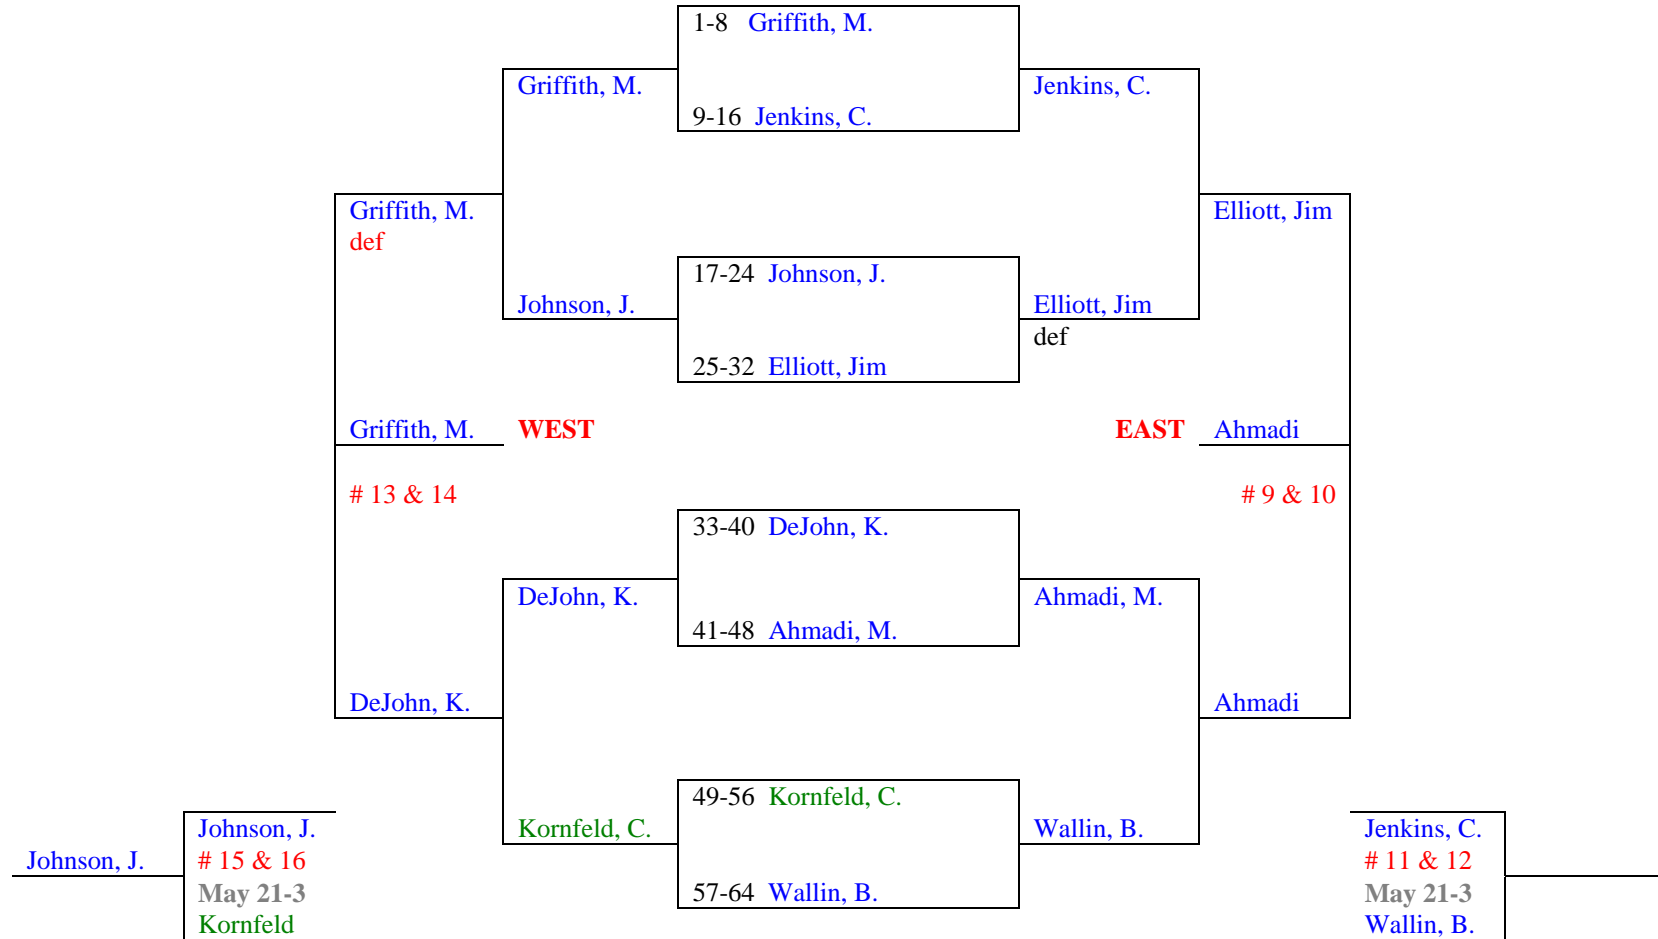 1-8 Griffith, M.
Griffith, M.
Jenkins, C.
9-16 Jenkins, C.
Griffith, M.
def
Elliott, Jim
17-24 Johnson, J.
Johnson, J.
Elliott, Jim
def
25-32 Elliott, Jim
Griffith, M. WEST
EAST Ahmadi
# 13 & 14
# 9 & 10
33-40 DeJohn, K.
DeJohn, K.
Ahmadi, M.
41-48 Ahmadi, M.
DeJohn, K.
Ahmadi
49-56 Kornfeld, C.
Kornfeld, C.
Wallin, B.
57-64 Wallin, B.
Johnson, J.
Johnson, J.
# 15 & 16
May 21-3
Kornfeld
Jenkins, C.
# 11 & 12
May 21-3
Wallin, B.